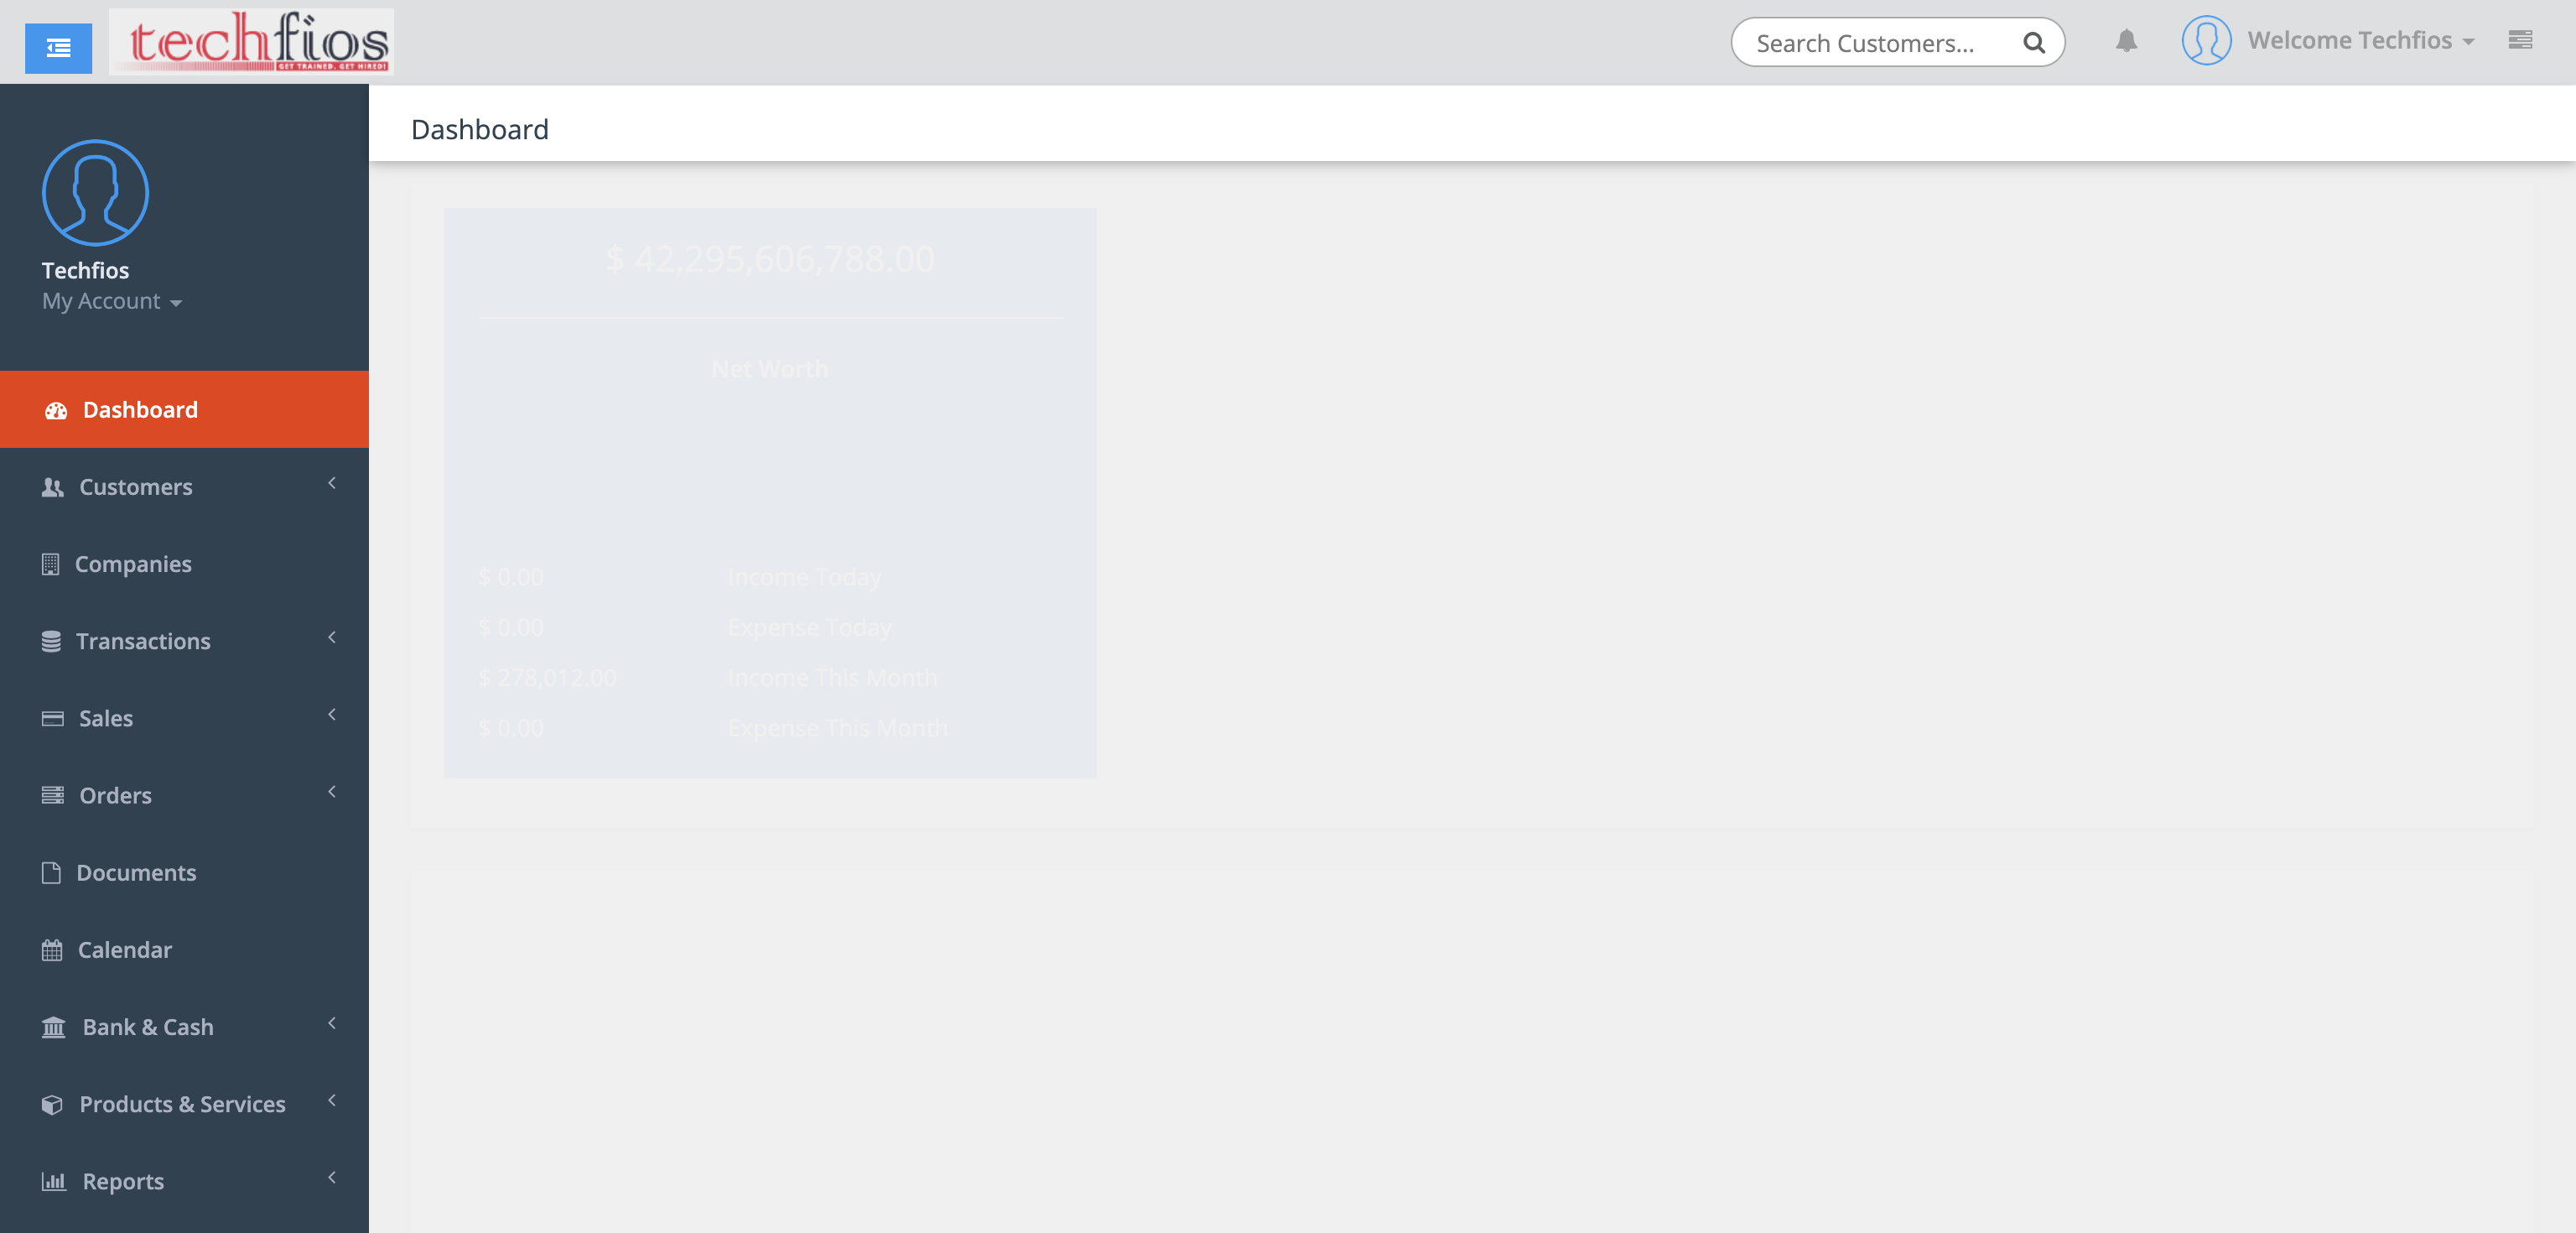 techfios
GET TRAINED. GET HIRED!
Search Customers...
Welcome Techfios
Techfios
My Account
Dashboard
Customers
Companies
Transactions
Sales
Orders
Documents
Calendar
Bank & Cash
Products & Services
Reports
Dashboard
$ 42,295,606,788.00
Net Worth
$ 0.00 Income Today
$ 0.00 Expense Today
$ 278,012.00 Income This Month
$ 0.00 Expense This Month